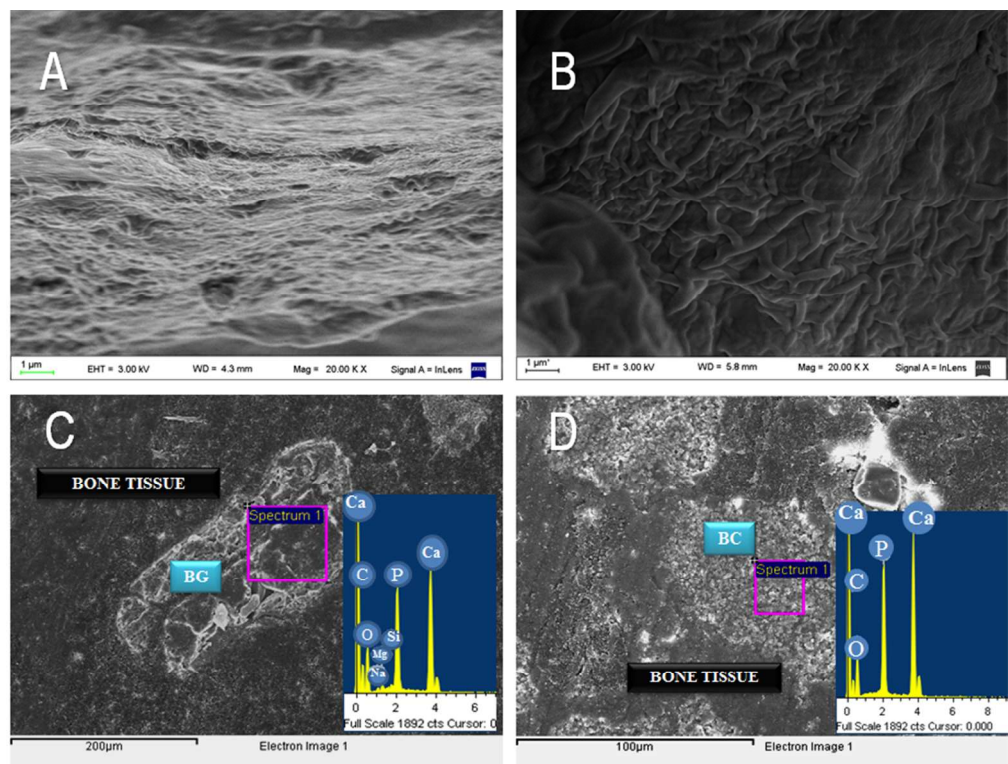 A
1 µm
EHT = 3.00 kV
WD = 4.3 mm
Mag = 20.00 K X
Signal A = InLens
ZEISS
B
1 µm*
EHT = 3.00 kV
WD = 5.8 mm
Mag = 20.00 K X
Signal A = InLens
C
BONE TISSUE
Spectrum 1
BG
Ca
C
O
Mg
Na
Si
P
Ca
0 2 4 6
Full Scale 1892 cts Cursor: 0
200µm
Electron Image 1
D
BC
Spectrum 1
BONE TISSUE
Ca
C
O
P
Ca
0 2 4 6 8
Full Scale 1892 cts Cursor: 0.000
100µm
Electron Image 1